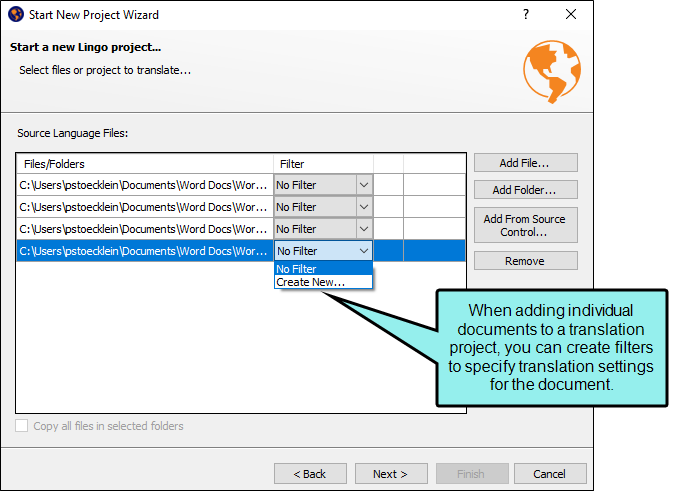 Start New Project Wizard
?
Start a new Lingo project...
Select files or project to translate...
Source Language Files:
Files/Folders Filter
C:\Users\pstoecklein\Documents\Word Docs\Wor... No Filter
C:\Users\pstoecklein\Documents\Word Docs\Wor... No Filter
C:\Users\pstoecklein\Documents\Word Docs\Wor... No Filter
C:\Users\pstoecklein\Documents\Word Docs\Wor... No Filter
No Filter
Create New...
Add File...
Add Folder...
Add From Source
Control...
Remove
When adding individual
documents to a translation
project, you can create filters
to specify translation settings
for the document.
Copy all files in selected folders
< Back Next > Finish Cancel